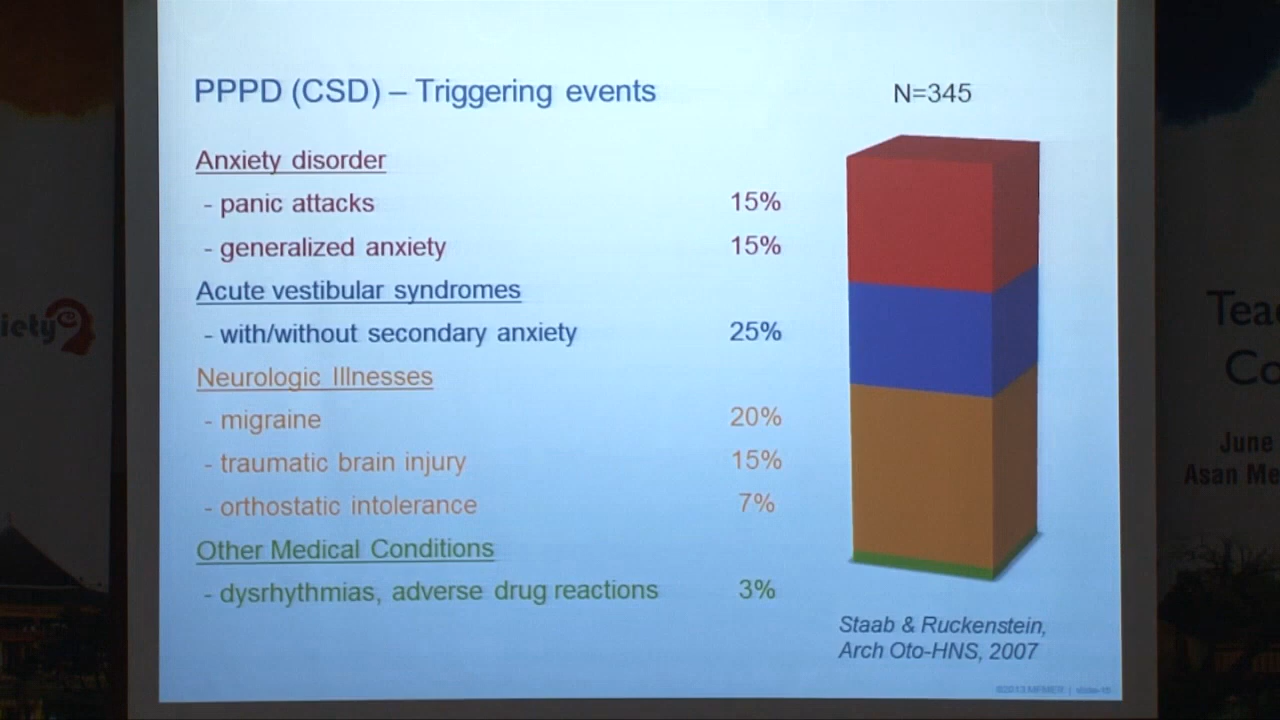 PPPD (CSD) – Triggering events
N=345
Anxiety disorder
- panic attacks 15%
- generalized anxiety 15%
Acute vestibular syndromes
- with/without secondary anxiety 25%
Neurologic Illnesses
- migraine 20%
- traumatic brain injury 15%
- orthostatic intolerance 7%
Other Medical Conditions
- dysrhythmias, adverse drug reactions 3%
Staab & Ruckenstein,
Arch Oto-HNS, 2007
iety
Tea
Co
June
Asan Me